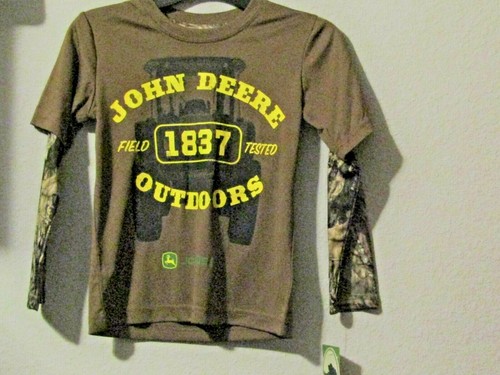 JOHN DEERE
FIELD 1837 TESTED
OUTDOORS